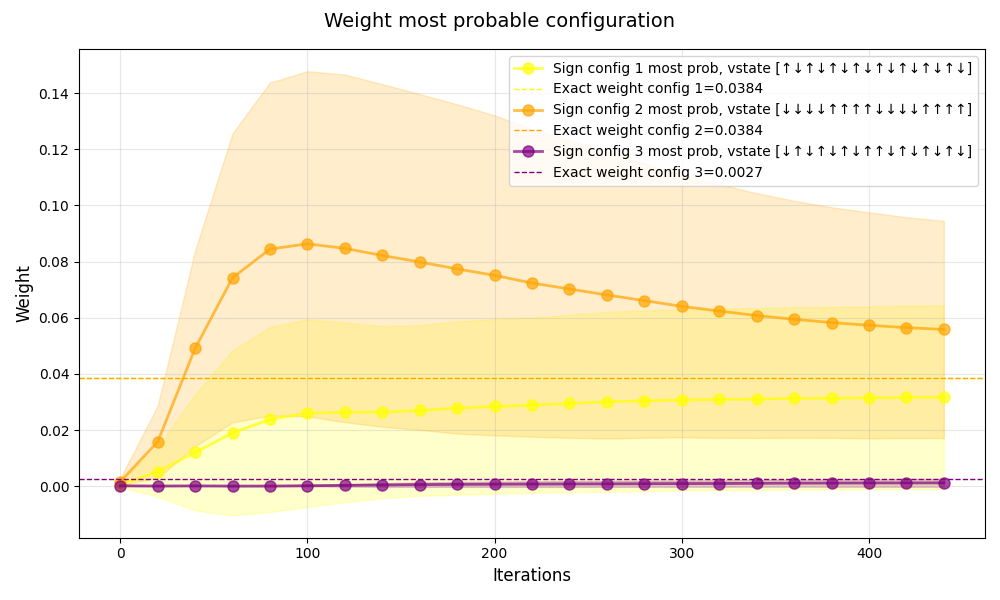 Weight most probable configuration
Sign config 1 most prob, vstate [↑↓↑↓↑↓↑↓↑↓↑↓↑↓↑↓]
Exact weight config 1=0.0384
Sign config 2 most prob, vstate [↓↓↓↓↑↑↑↑↓↓↓↓↑↑↑↑]
Exact weight config 2=0.0384
Sign config 3 most prob, vstate [↓↑↓↑↓↑↓↑↑↓↑↓↑↓↑↓]
Exact weight config 3=0.0027
0.14
0.12
0.10
0.08
0.06
0.04
0.02
0.00
Weight
0
100
200
300
400
Iterations